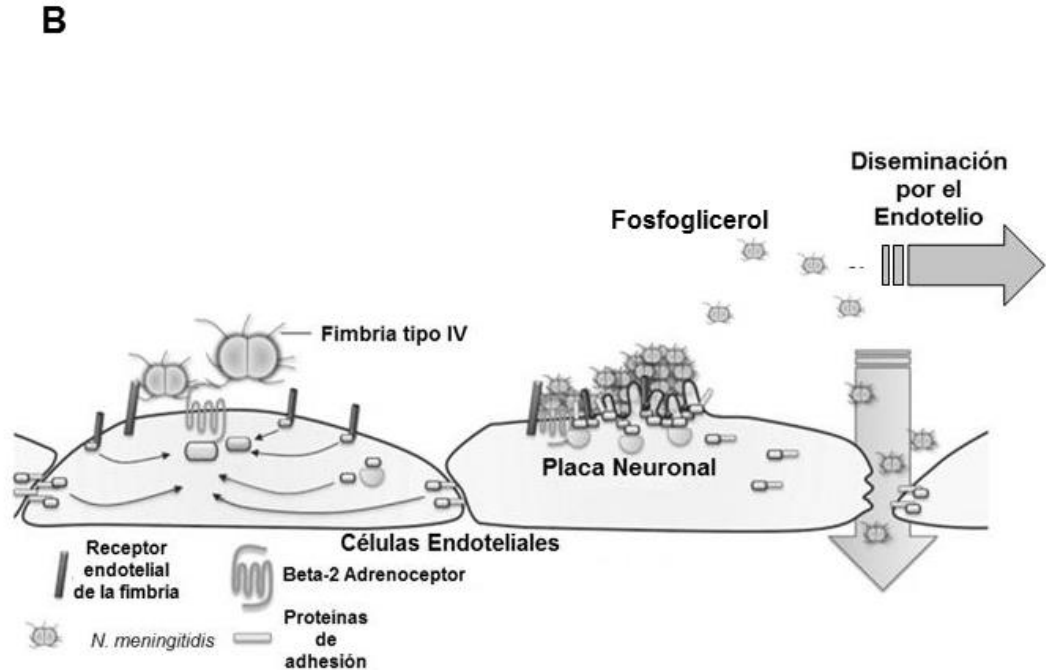 B
Diseminación
por el
Endotelio
Fosfoglicerol
Fimbria tipo IV
Placa Neuronal
Células Endoteliales
Receptor
endotelial
de la fimbria
Beta-2 Adrenoceptor
N. meningitidis
Proteínas
de
adhesión